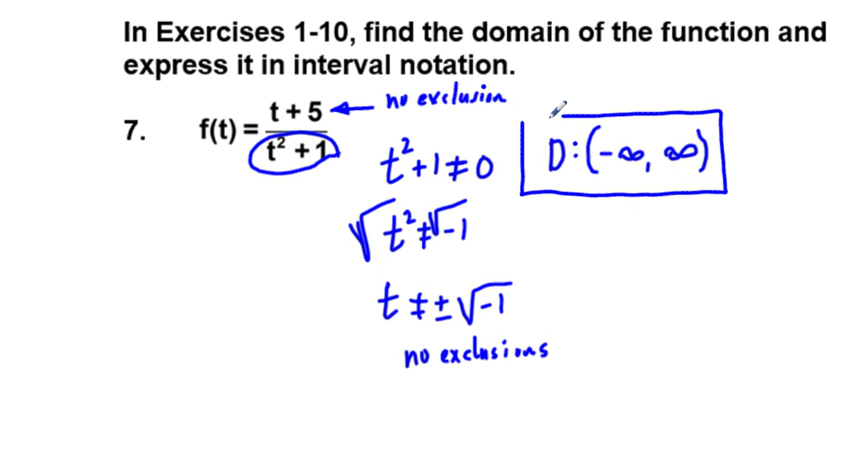 In Exercises 1-10, find the domain of the function and
express it in interval notation.
7. f(t) = (t + 5)/(t² + 1)
no exclusion
t² + 1 ≠ 0
√t² ≠ √-1
t ≠ ± √-1
no exclusions
D: (-∞, ∞)